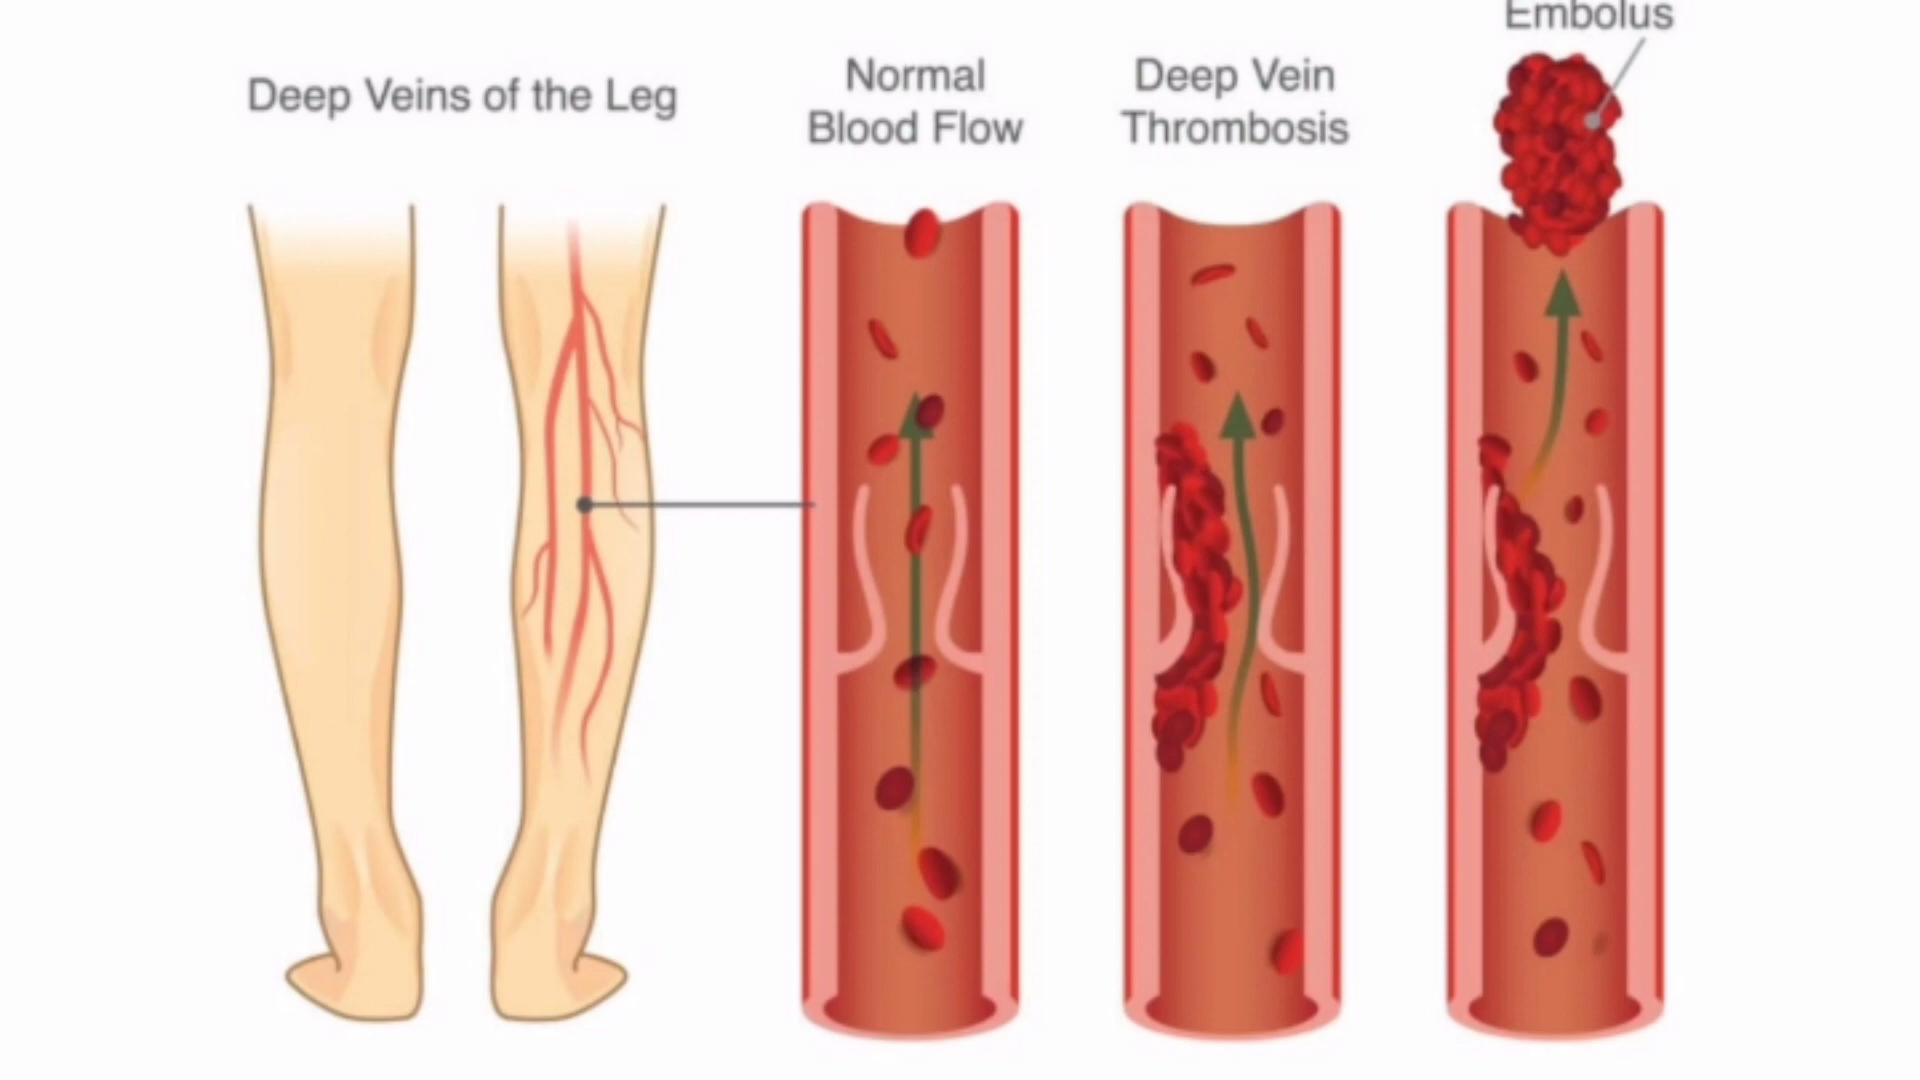 Deep Veins of the Leg
Normal
Blood Flow
Deep Vein
Thrombosis
Embolus